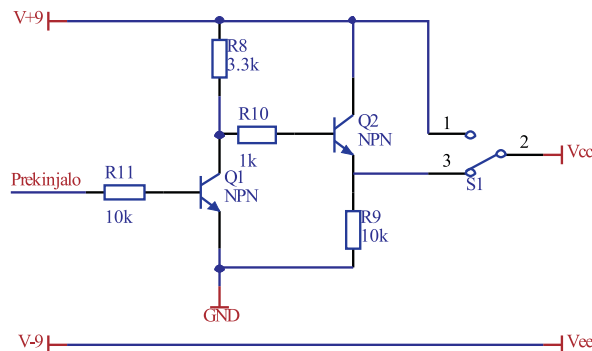 V+9
R8
3.3k
R10
1k
Q2
NPN
1
2
Vcc
3
S1
Prekinjalo
R11
10k
Q1
NPN
R9
10k
GND
V-9
Vee